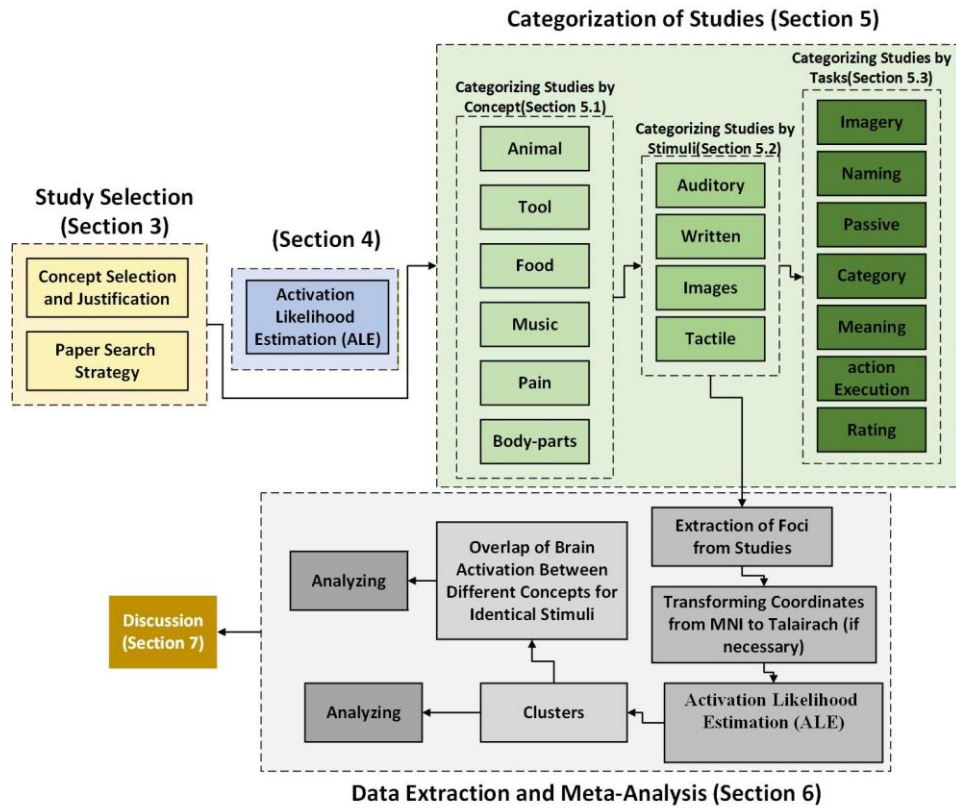 Categorization of Studies (Section 5)
Categorizing Studies by
Concept(Section 5.1)
Animal
Tool
Food
Music
Pain
Body-parts
Categorizing Studies by
Stimuli(Section 5.2)
Auditory
Written
Images
Tactile
Categorizing Studies by
Tasks(Section 5.3)
Imagery
Naming
Passive
Category
Meaning
action
Execution
Rating
Study Selection
(Section 3)
Concept Selection
and Justification
Paper Search
Strategy
(Section 4)
Activation
Likelihood
Estimation (ALE)
Extraction of Foci
from Studies
Transforming Coordinates
from MNI to Talairach (if
necessary)
Activation Likelihood
Estimation (ALE)
Clusters
Analyzing
Overlap of Brain
Activation Between
Different Concepts for
Identical Stimuli
Analyzing
Discussion
(Section 7)
Data Extraction and Meta-Analysis (Section 6)